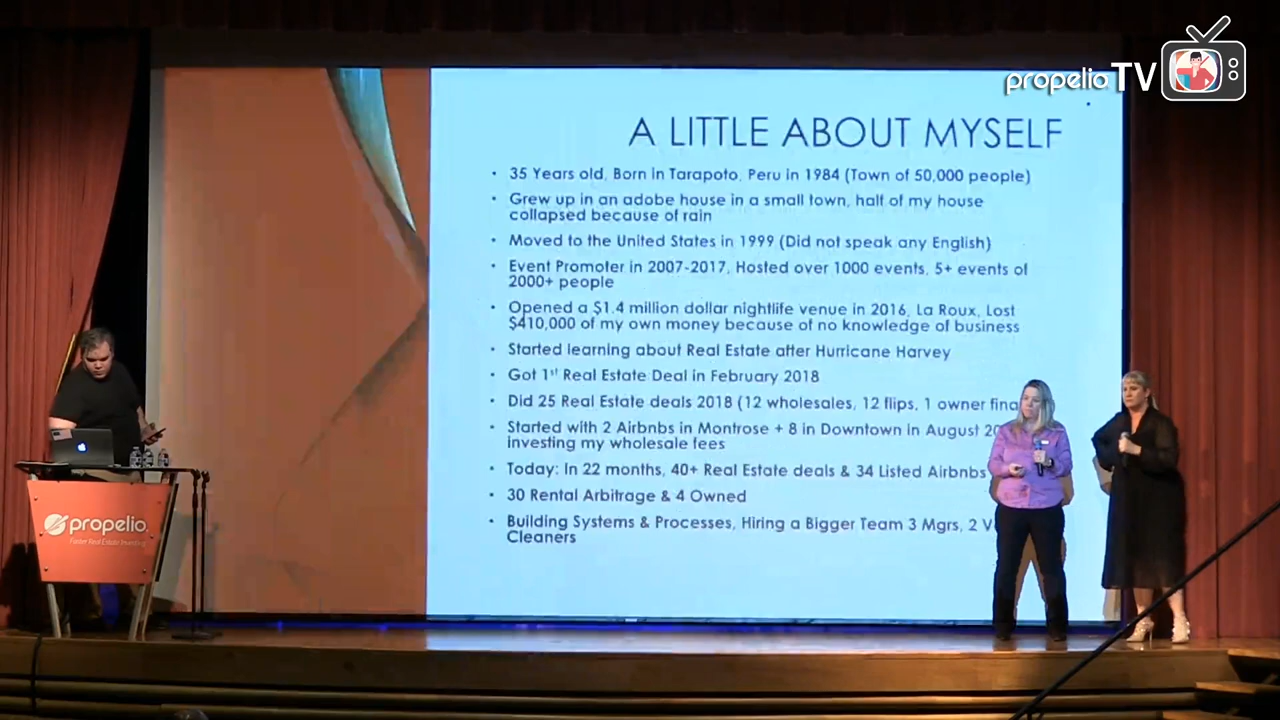 propelio TV
A LITTLE ABOUT MYSELF
• 35 Years old, Born in Tarapoto, Peru in 1984 (Town of 50,000 people)
• Grew up in an adobe house in a small town, half of my house
collapsed because of rain
• Moved to the United States in 1999 (Did not speak any English)
• Event Promoter in 2007-2017, Hosted over 1000 events, 5+ events of
2000+ people
• Opened a $1.4 million dollar nightlife venue in 2016, La Roux, Lost
$410,000 of my own money because of no knowledge of business
• Started learning about Real Estate after Hurricane Harvey
• Got 1st Real Estate Deal in February 2018
• Did 25 Real Estate deals 2018 (12 wholesales, 12 flips, 1 owner fina
• Started with 2 Airbnbs in Montrose + 8 in Downtown in August 20
investing my wholesale fees
• Today: In 22 months, 40+ Real Estate deals & 34 Listed Airbnbs
• 30 Rental Arbitrage & 4 Owned
• Building Systems & Processes, Hiring a Bigger Team 3 Mgrs, 2 V
Cleaners
propelio.
Faster Real Estate Investing